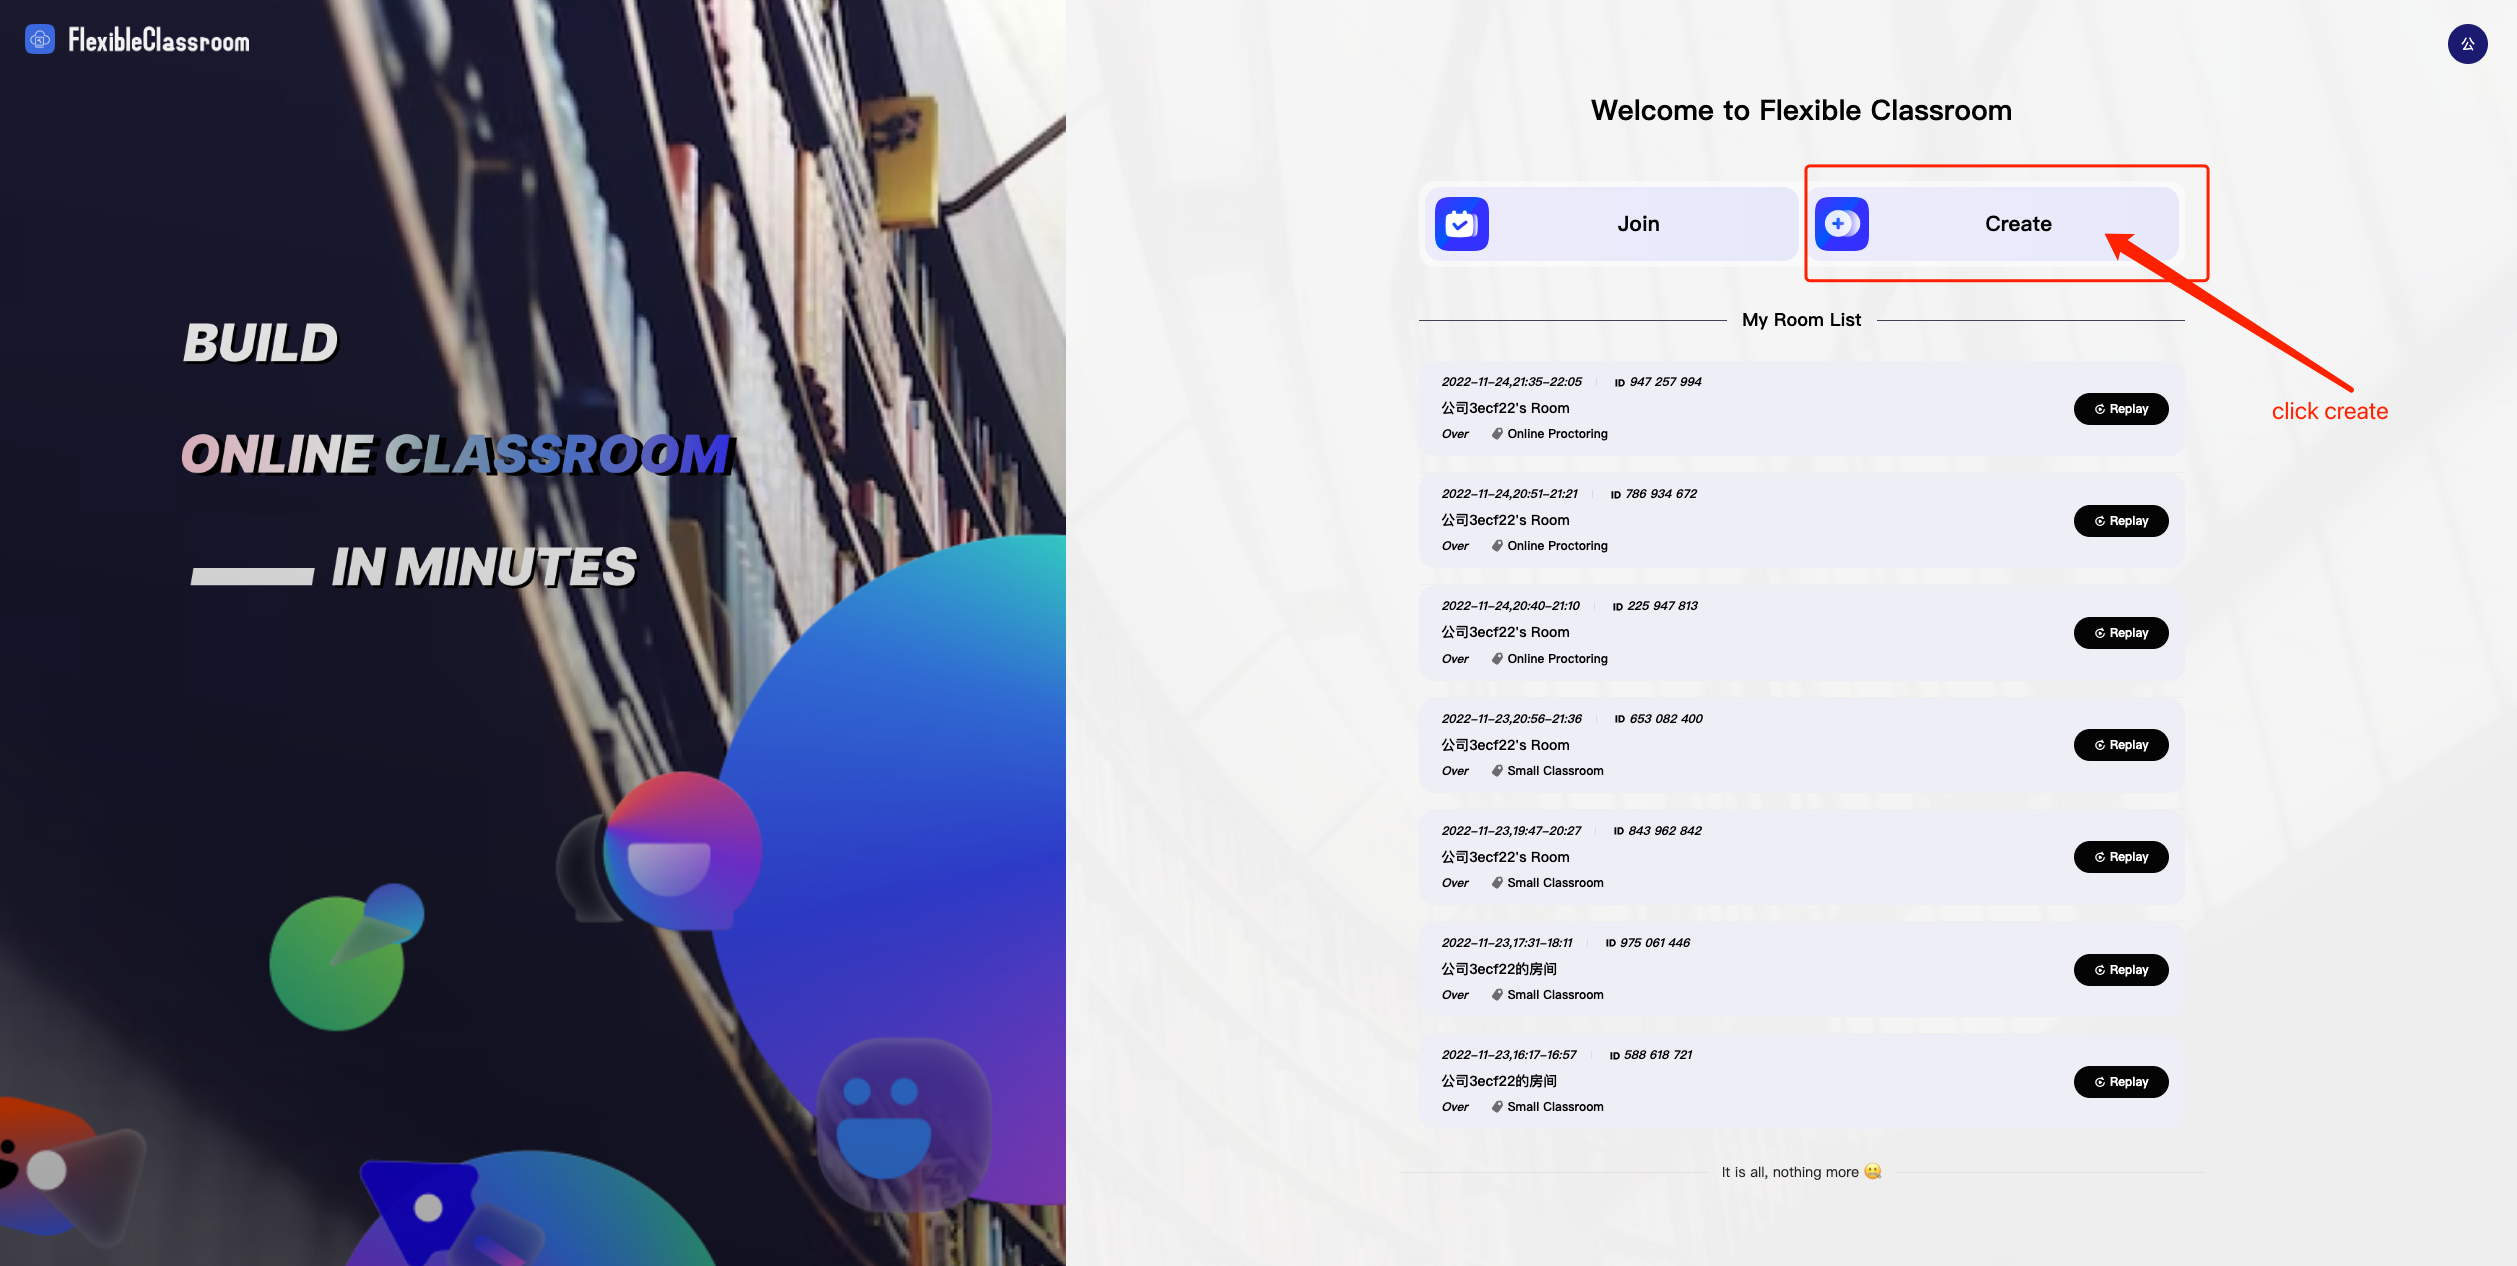 FlexibleClassroom
公
BUILD
ONLINE CLASSROOM
IN MINUTES
Welcome to Flexible Classroom
Join
Create
click create
My Room List
2022-11-24,21:35-22:05 ID 947 257 994
公司3ecf22's Room
Replay
Over Online Proctoring
2022-11-24,20:51-21:21 ID 786 934 672
公司3ecf22's Room
Replay
Over Online Proctoring
2022-11-24,20:40-21:10 ID 225 947 813
公司3ecf22's Room
Replay
Over Online Proctoring
2022-11-23,20:56-21:36 ID 653 082 400
公司3ecf22's Room
Replay
Over Small Classroom
2022-11-23,19:47-20:27 ID 843 962 842
公司3ecf22's Room
Replay
Over Small Classroom
2022-11-23,17:31-18:11 ID 975 061 446
公司3ecf22的房间
Replay
Over Small Classroom
2022-11-23,16:17-16:57 ID 588 618 721
公司3ecf22的房间
Replay
Over Small Classroom
It is all, nothing more 🤐